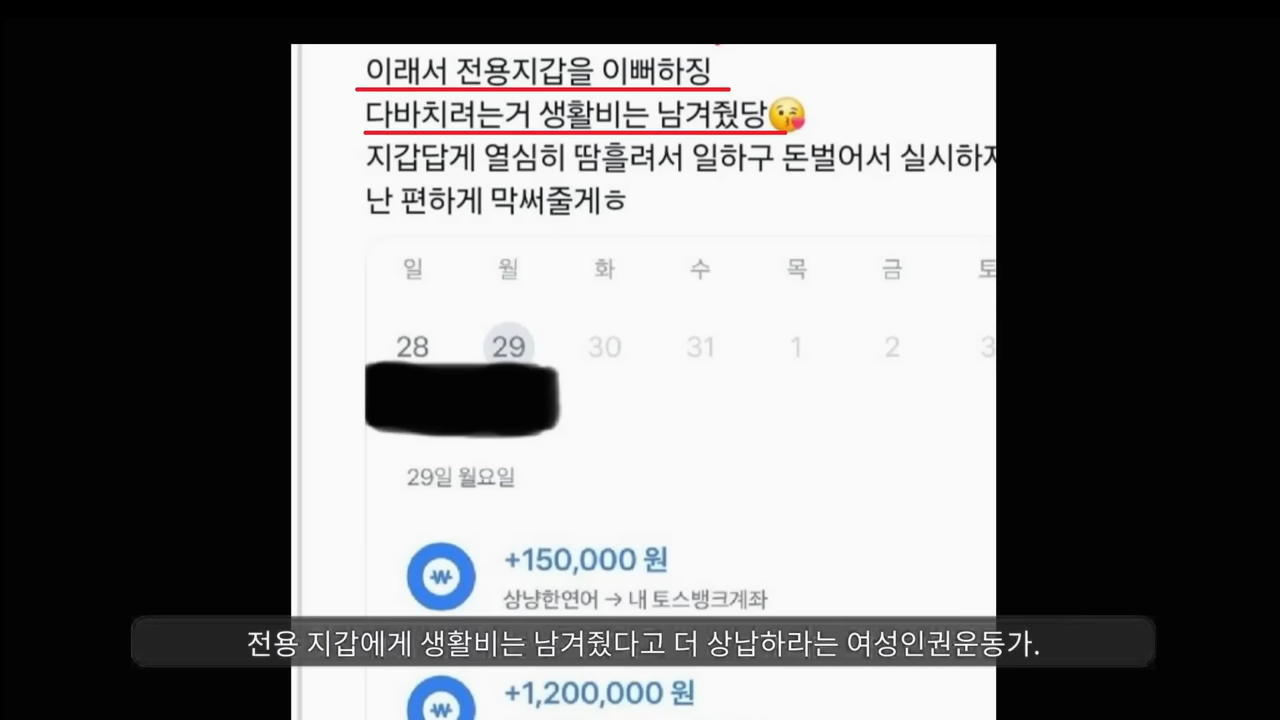 이래서 전용지갑을 이뻐하징
다바치려는거 생활비는 남겨줬당😘
지갑답게 열심히 땀흘려서 일하구 돈벌어서 실시하자
난 편하게 막써줄게ㅎ
일 월 화 수 목 금 토
28 29 30 31 1 2 3
29일 월요일
+150,000 원
상냥한연어 → 내 토스뱅크계좌
전용 지갑에게 생활비는 남겨줬다고 더 상납하라는 여성인권운동가.
+1,200,000 원